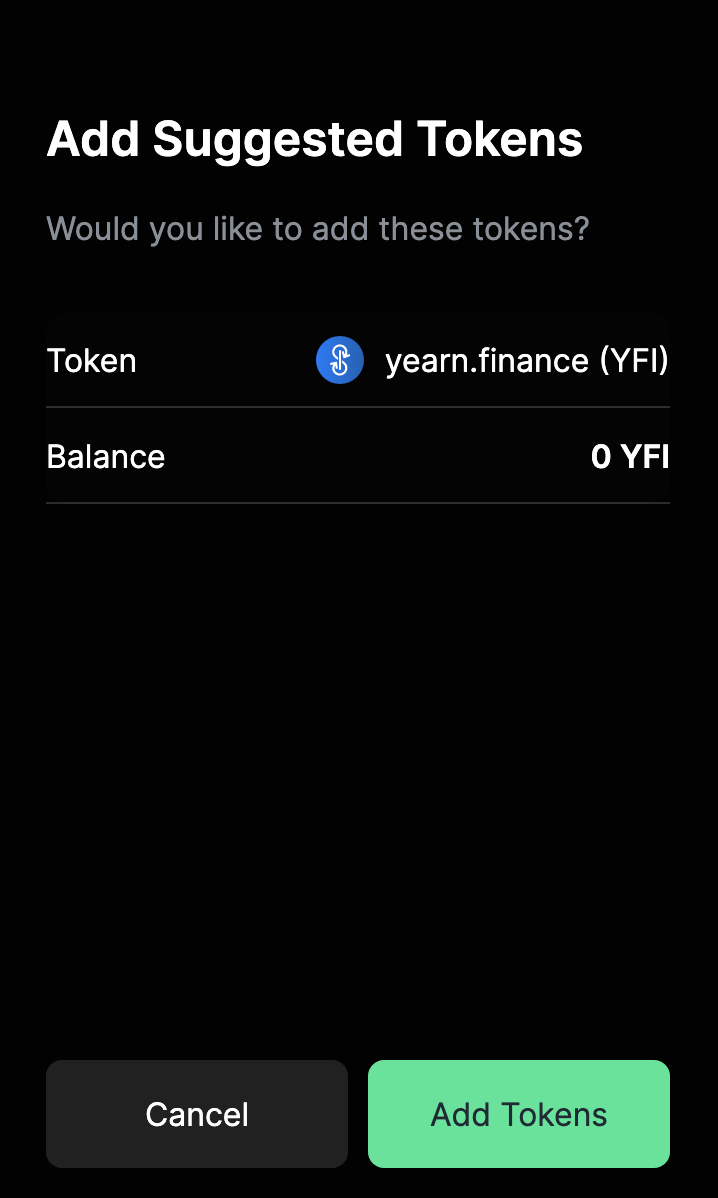 Add Suggested Tokens
Would you like to add these tokens?
Token yearn.finance (YFI)
Balance 0 YFI
Cancel Add Tokens